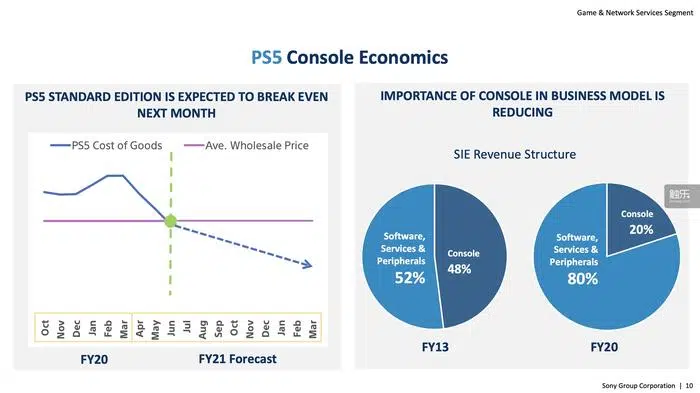 Game & Network Services Segment
PS5 Console Economics
PS5 STANDARD EDITION IS EXPECTED TO BREAK EVEN
NEXT MONTH
PS5 Cost of Goods
Ave. Wholesale Price
Oct
Nov
Dec
Jan
Feb
Mar
Apr
May
Jun
Jul
Aug
Sep
Oct
Nov
Dec
Jan
Feb
Mar
FY20
FY21 Forecast
IMPORTANCE OF CONSOLE IN BUSINESS MODEL IS
REDUCING
SIE Revenue Structure
Software,
Services &
Peripherals
52%
Console
48%
FY13
Software,
Services &
Peripherals
80%
Console
20%
FY20
触乐
Sony Group Corporation | 10